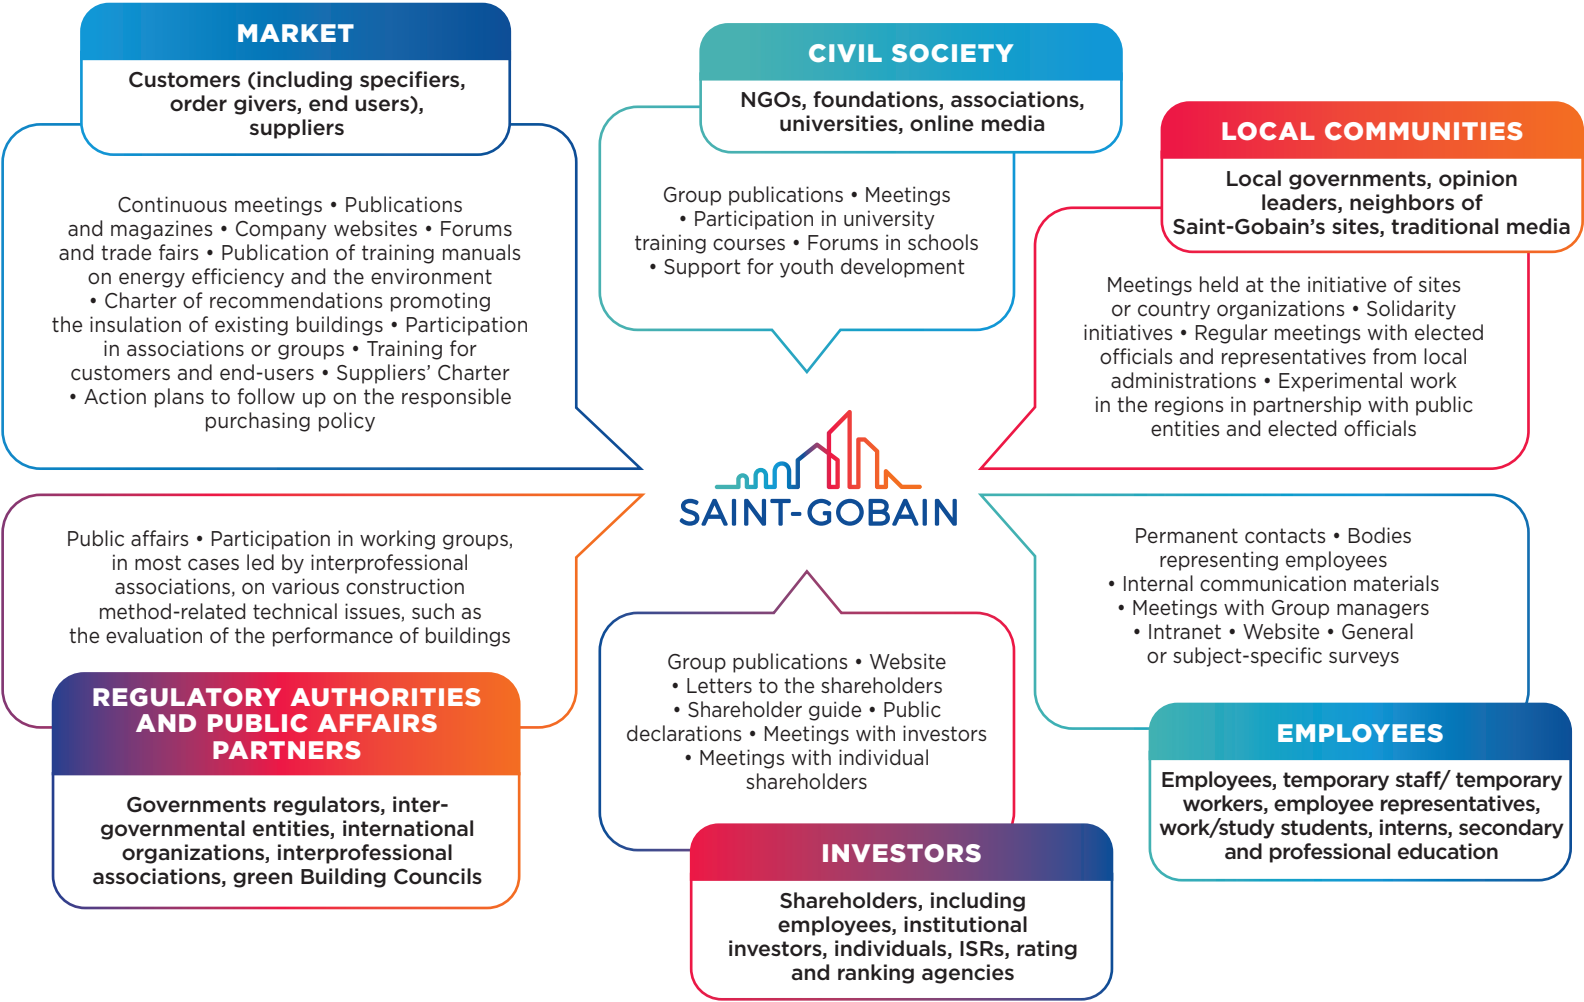 MARKET
Customers (including specifiers,
order givers, end users),
suppliers
Continuous meetings • Publications
and magazines • Company websites • Forums
and trade fairs • Publication of training manuals
on energy efficiency and the environment
• Charter of recommendations promoting
the insulation of existing buildings • Participation
in associations or groups • Training for
customers and end-users • Suppliers’ Charter
• Action plans to follow up on the responsible
purchasing policy
CIVIL SOCIETY
NGOs, foundations, associations,
universities, online media
Group publications • Meetings
• Participation in university
training courses • Forums in schools
• Support for youth development
LOCAL COMMUNITIES
Local governments, opinion
leaders, neighbors of
Saint-Gobain’s sites, traditional media
Meetings held at the initiative of sites
or country organizations • Solidarity
initiatives • Regular meetings with elected
officials and representatives from local
administrations • Experimental work
in the regions in partnership with public
entities and elected officials
SAINT-GOBAIN
Public affairs • Participation in working groups,
in most cases led by interprofessional
associations, on various construction
method-related technical issues, such as
the evaluation of the performance of buildings
REGULATORY AUTHORITIES
AND PUBLIC AFFAIRS
PARTNERS
Governments regulators, inter-
governmental entities, international
organizations, interprofessional
associations, green Building Councils
Group publications • Website
• Letters to the shareholders
• Shareholder guide • Public
declarations • Meetings with investors
• Meetings with individual
shareholders
INVESTORS
Shareholders, including
employees, institutional
investors, individuals, ISRs, rating
and ranking agencies
Permanent contacts • Bodies
representing employees
• Internal communication materials
• Meetings with Group managers
• Intranet • Website • General
or subject-specific surveys
EMPLOYEES
Employees, temporary staff/ temporary
workers, employee representatives,
work/study students, interns, secondary
and professional education